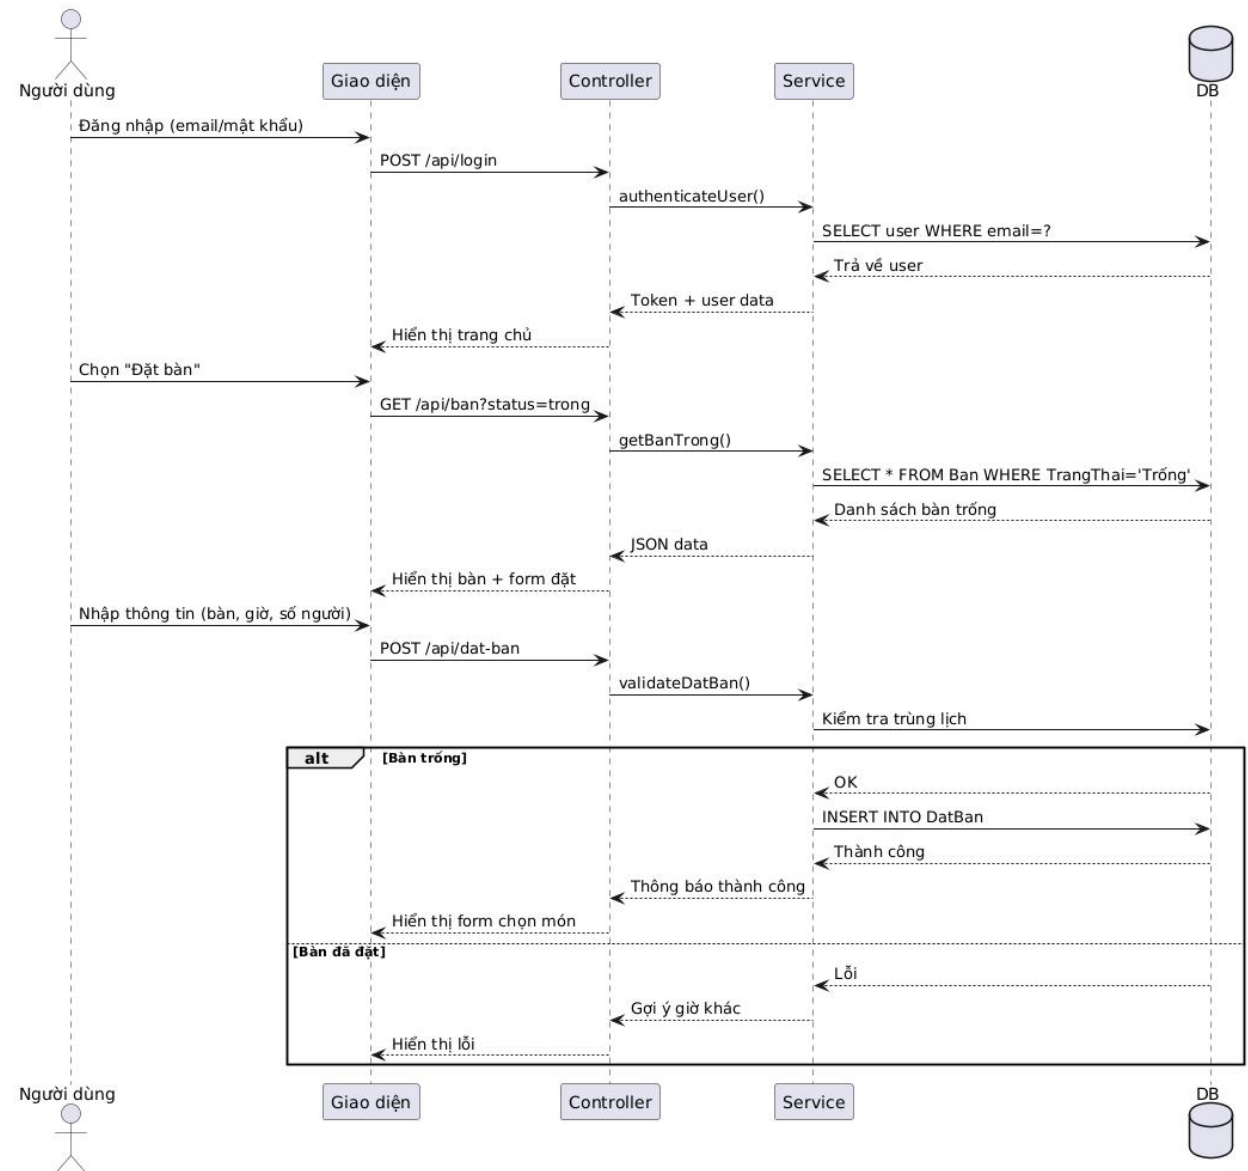 Người dùng
Giao diện
Controller
Service
DB
Đăng nhập (email/mật khẩu)
POST /api/login
authenticateUser()
SELECT user WHERE email=?
Trả về user
Token + user data
Hiển thị trang chủ
Chọn "Đặt bàn"
GET /api/ban?status=trong
getBanTrong()
SELECT * FROM Ban WHERE TrangThai='Trống'
Danh sách bàn trống
JSON data
Hiển thị bàn + form đặt
Nhập thông tin (bàn, giờ, số người)
POST /api/dat-ban
validateDatBan()
Kiểm tra trùng lịch
alt [Bàn trống]
OK
INSERT INTO DatBan
Thành công
Thông báo thành công
Hiển thị form chọn món
[Bàn đã đặt]
Lỗi
Gợi ý giờ khác
Hiển thị lỗi
Người dùng
Giao diện
Controller
Service
DB